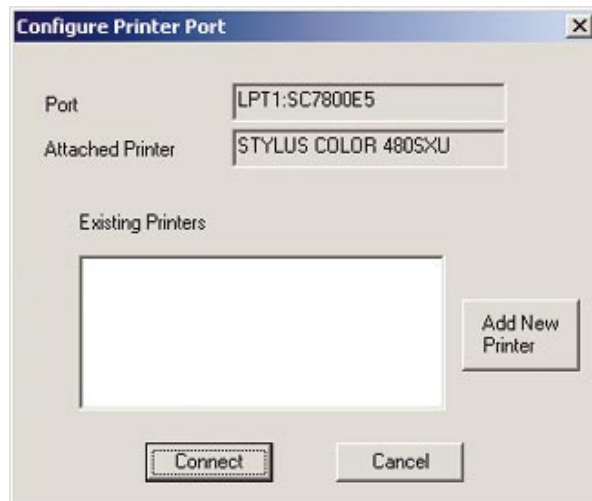 Configure Printer Port
Port
LPT1:SC7800E5
Attached Printer
STYLUS COLOR 480SXU
Existing Printers
Add New
Printer
Connect
Cancel